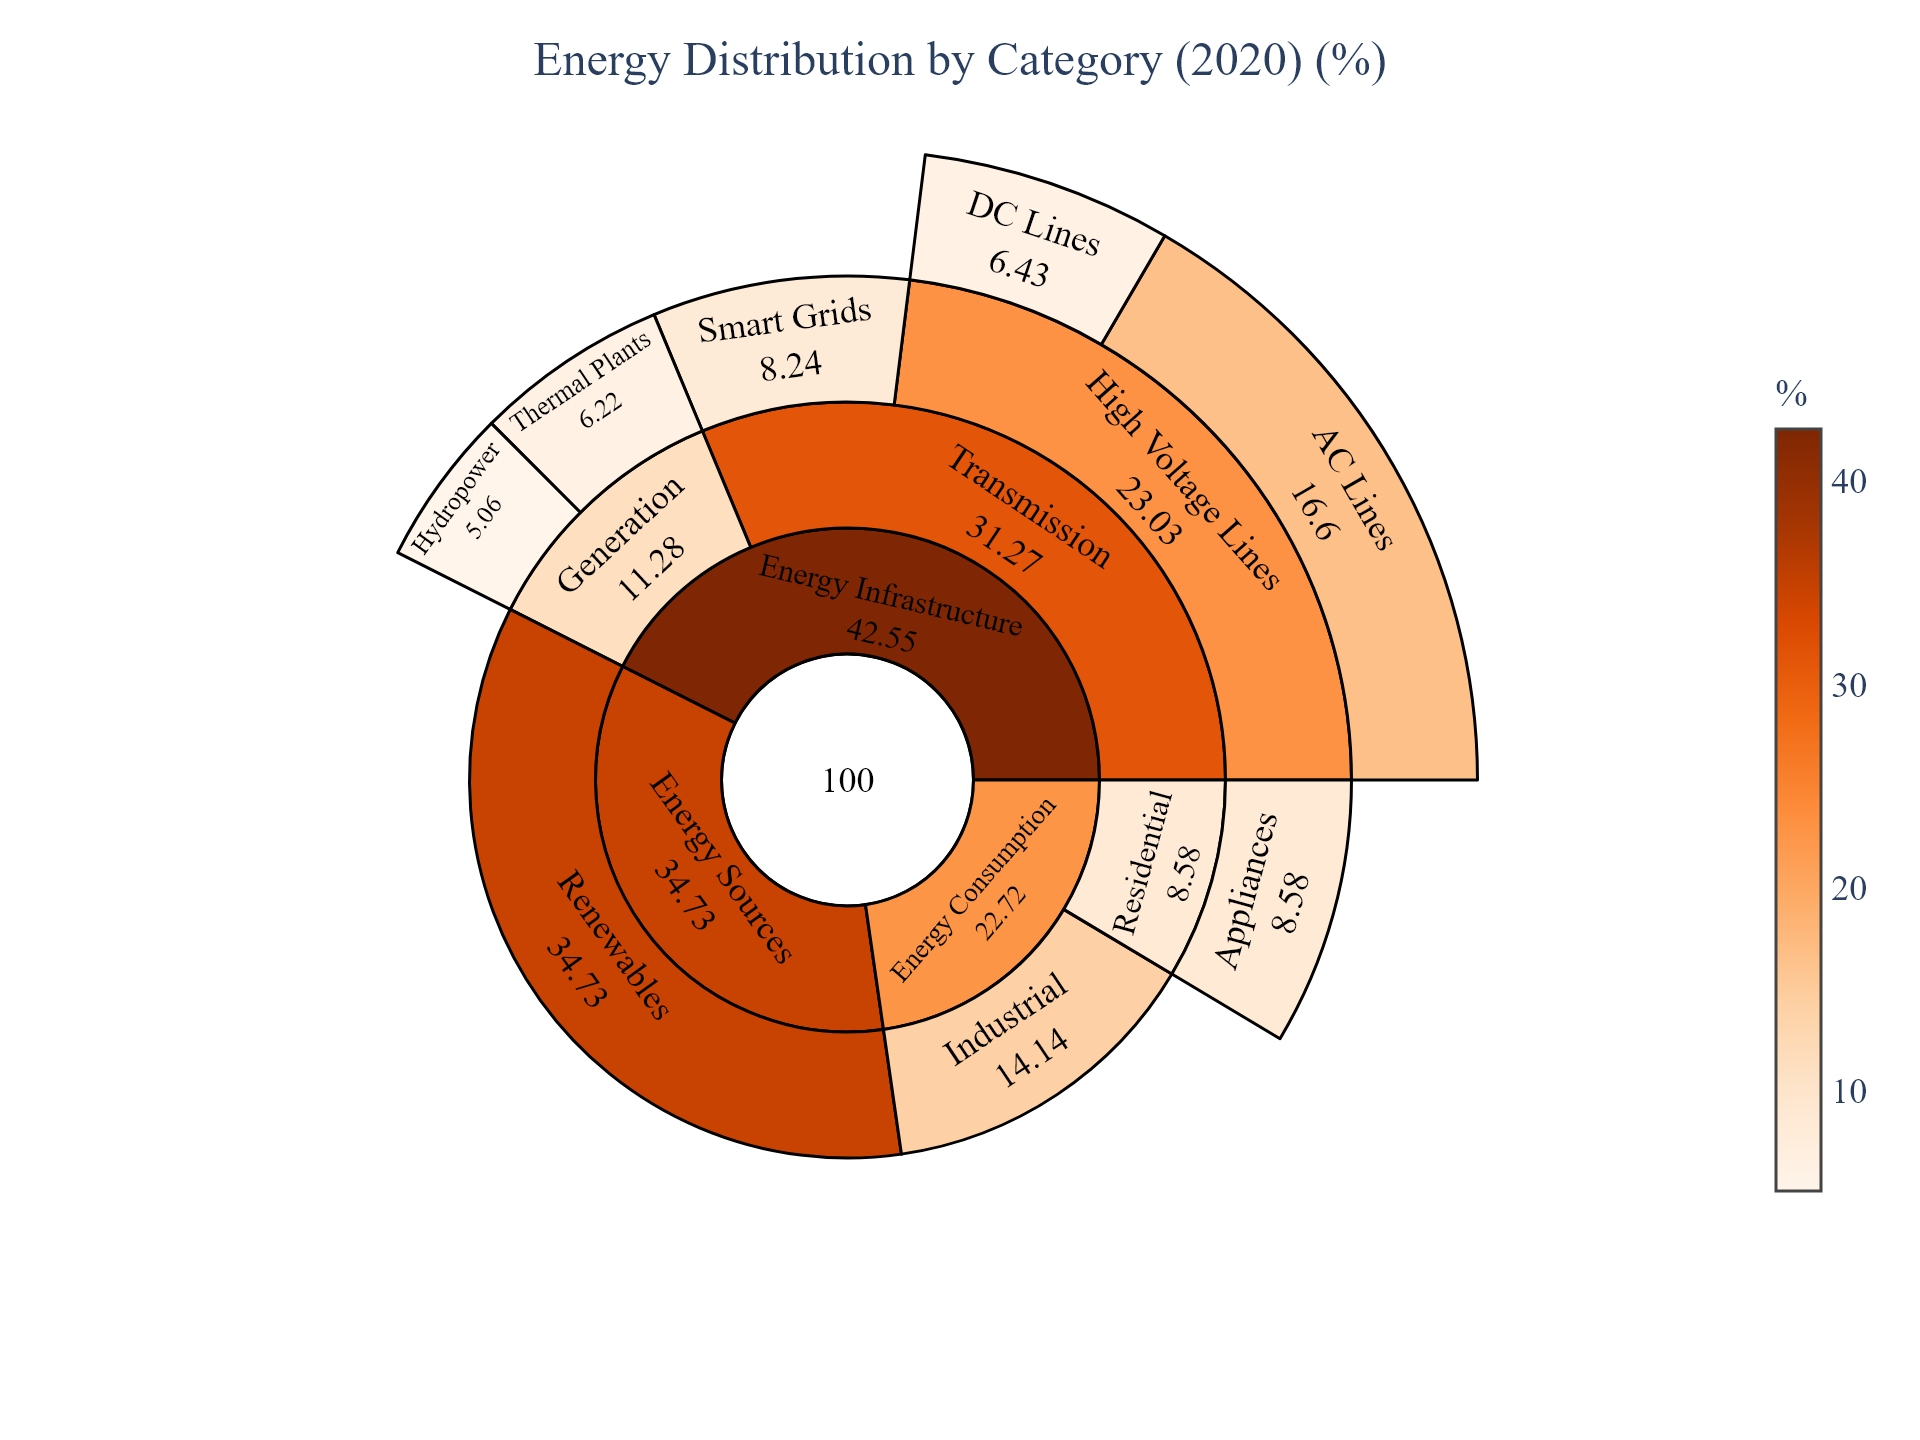 Energy Distribution by Category (2020) (%)
DC Lines
6.43
AC Lines
16.6
Smart Grids
8.24
High Voltage Lines
23.03
Thermal Plants
6.22
Hydropower
5.06
Generation
11.28
Transmission
31.27
Energy Infrastructure
42.55
100
Energy Sources
34.73
Renewables
34.73
Energy Consumption
22.72
Residential
8.58
Appliances
8.58
Industrial
14.14
%
40
30
20
10